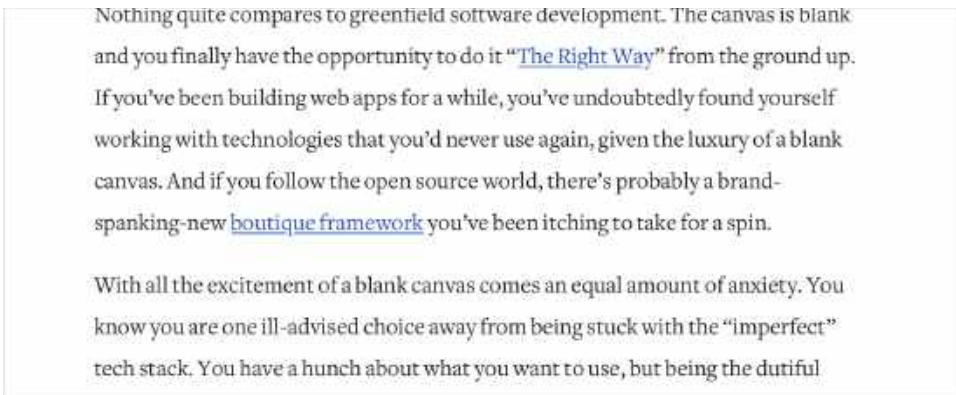 Nothing quite compares to greenfield software development. The canvas is blank
and you finally have the opportunity to do it “The Right Way” from the ground up.
If you’ve been building web apps for a while, you’ve undoubtedly found yourself
working with technologies that you’d never use again, given the luxury of a blank
canvas. And if you follow the open source world, there’s probably a brand-
spanking-new boutique framework you’ve been itching to take for a spin.
With all the excitement of a blank canvas comes an equal amount of anxiety. You
know you are one ill-advised choice away from being stuck with the “imperfect”
tech stack. You have a hunch about what you want to use, but being the dutiful